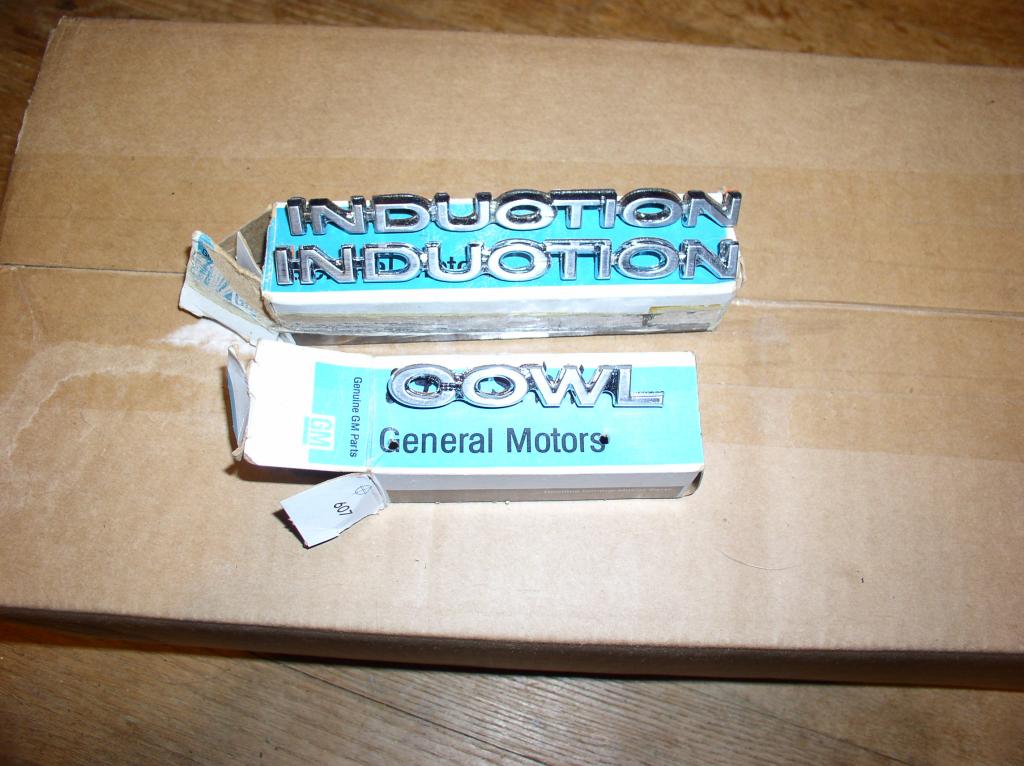 INDUCTION
INDUCTION
COWL
General Motors
Genuine GM Parts
GM
607